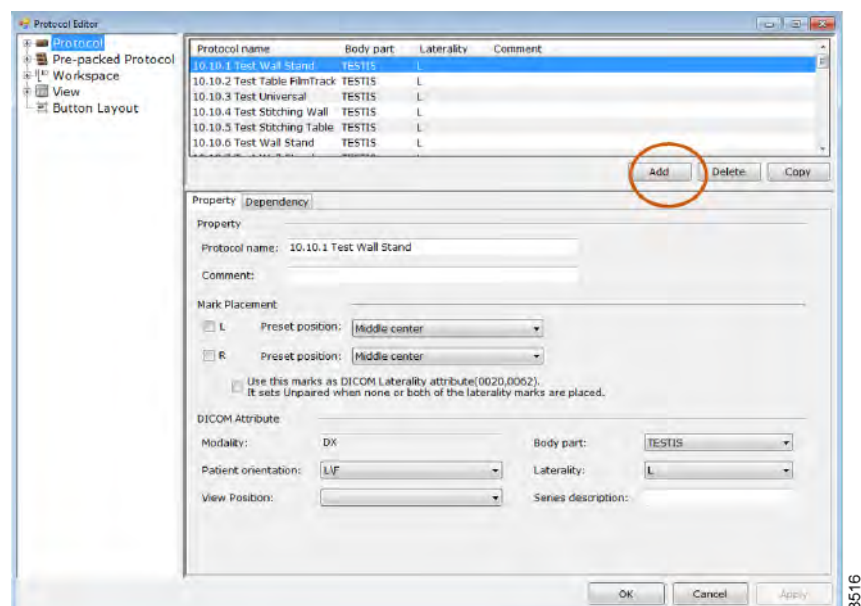 Protocol Editor
Protocol
Pre-packed Protocol
Workspace
View
Button Layout
Protocol name Body part Laterality Comment
10.10.1 Test Wall Stand TESTIS L
10.10.2 Test Table FilmTrack TESTIS L
10.10.3 Test Universal TESTIS L
10.10.4 Test Stitching Wall TESTIS L
10.10.5 Test Stitching Table TESTIS L
10.10.6 Test Wall Stand TESTIS L
Add Delete Copy
Property Dependency
Property
Protocol name: 10.10.1 Test Wall Stand
Comment:
Mark Placement
L Preset position: Middle center
R Preset position: Middle center
Use this marks as DICOM Laterality attribute(0020,0062).
It sets Unpaired when none or both of the laterality marks are placed.
DICOM Attribute
Modality: DX Body part: TESTIS
Patient orientation: L\F Laterality: L
View Position: Series description:
OK Cancel Apply